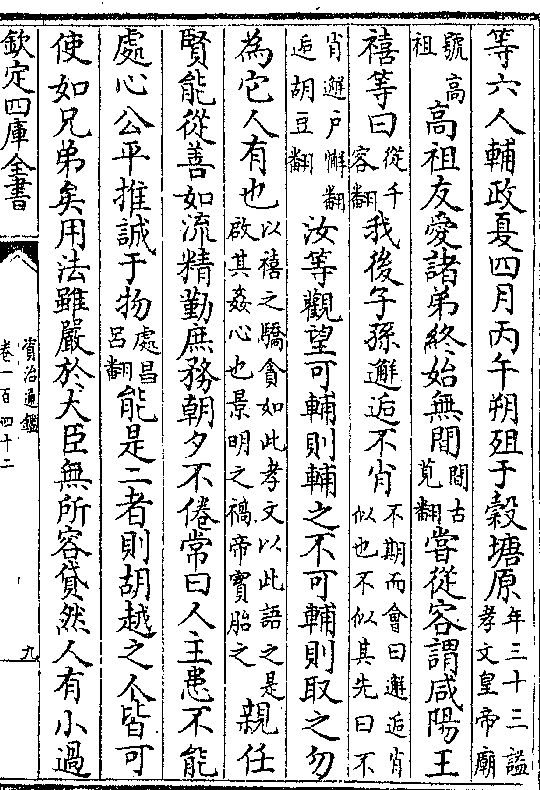 等六人輔政夏四月丙午朔殂于穀塘原年三十三諡孝文皇帝廟
號高祖高祖友愛諸弟終始無間間古莧翻嘗從容謂咸陽王
禧等曰從千容翻我後子孫邂逅不肖不期而會曰邂逅肖似也不似其先曰不
肖邂户懈翻逅胡豆翻汝等觀望可輔則輔之不可輔則取之勿
為它人有也以禧之驕貪如此孝文以此語之是啟其姦心也景明之禍帝實胎之親任
賢能從善如流精勤庶務朝夕不倦常曰人主患不能
處心公平推誠于物處昌呂翻能是二者則胡越之人皆可
使如兄弟矣用法雖嚴於大臣無所容貸然人有小過
欽定四庫全書
資治通鑑
卷一百四十二
九